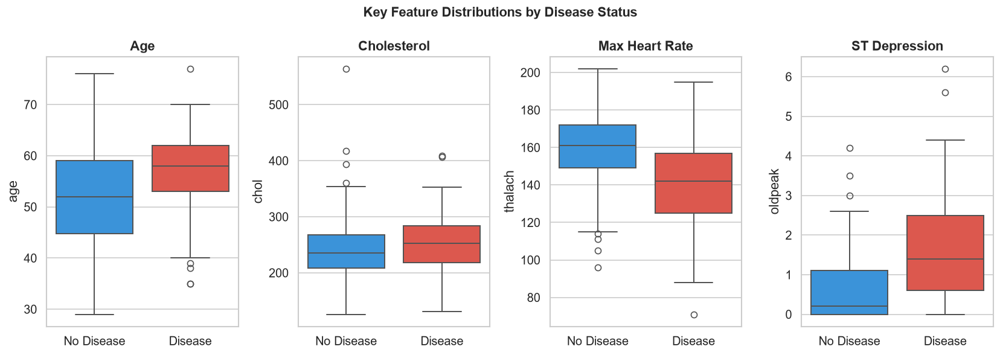 Key Feature Distributions by Disease Status
Age
age
70
60
50
40
30
No Disease
Disease
Cholesterol
chol
500
400
300
200
No Disease
Disease
Max Heart Rate
thalach
200
180
160
140
120
100
80
No Disease
Disease
ST Depression
oldpeak
6
5
4
3
2
1
0
No Disease
Disease